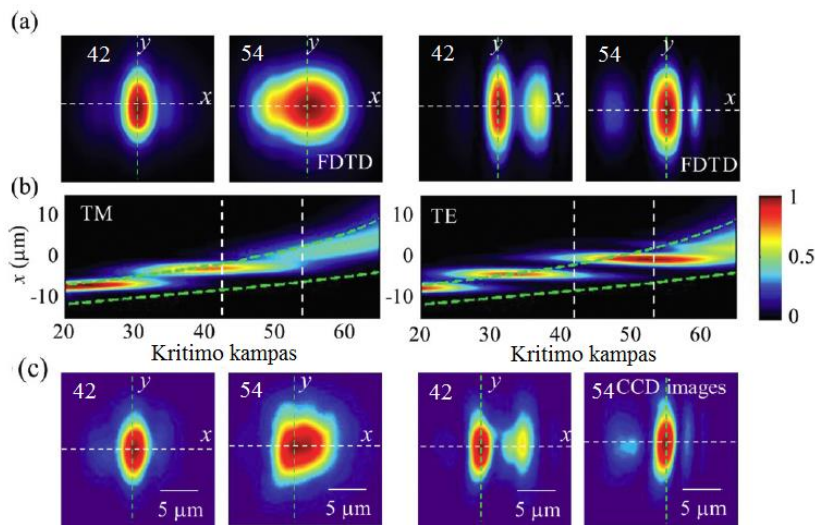 (a)
42 y x
54 y x FDTD
42 y x
54 y x FDTD
(b)
x (μm)
10
0
-10
TM
20 30 40 50 60
Kritimo kampas
TE
10
0
-10
20 30 40 50 60
Kritimo kampas
1
0.5
0
(c)
42 y x 5 μm
54 y x 5 μm
42 y x 5 μm
54 CCD images x 5 μm